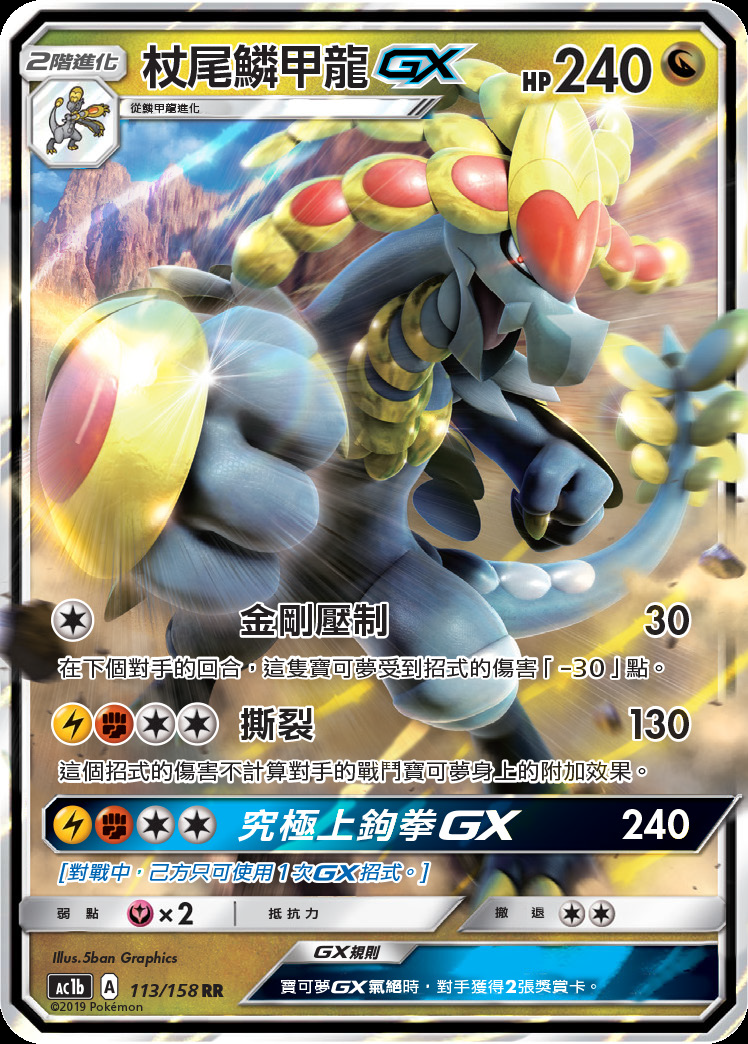 2階進化 杖尾鱗甲龍GX HP240
從鱗甲龍進化
金剛壓制 30
在下個對手的回合，這隻寶可夢受到招式的傷害「-30」點。
撕裂 130
這個招式的傷害不計算對手的戰鬥寶可夢身上的附加效果。
究極上鉤拳GX 240
[對戰中，己方只可使用1次GX招式。]
弱點 ×2 抵抗力 撤退
Illus.5ban Graphics
GX規則
AC1b A 113/158 RR
寶可夢GX氣絕時，對手獲得2張獎賞卡。
©2019 Pokémon